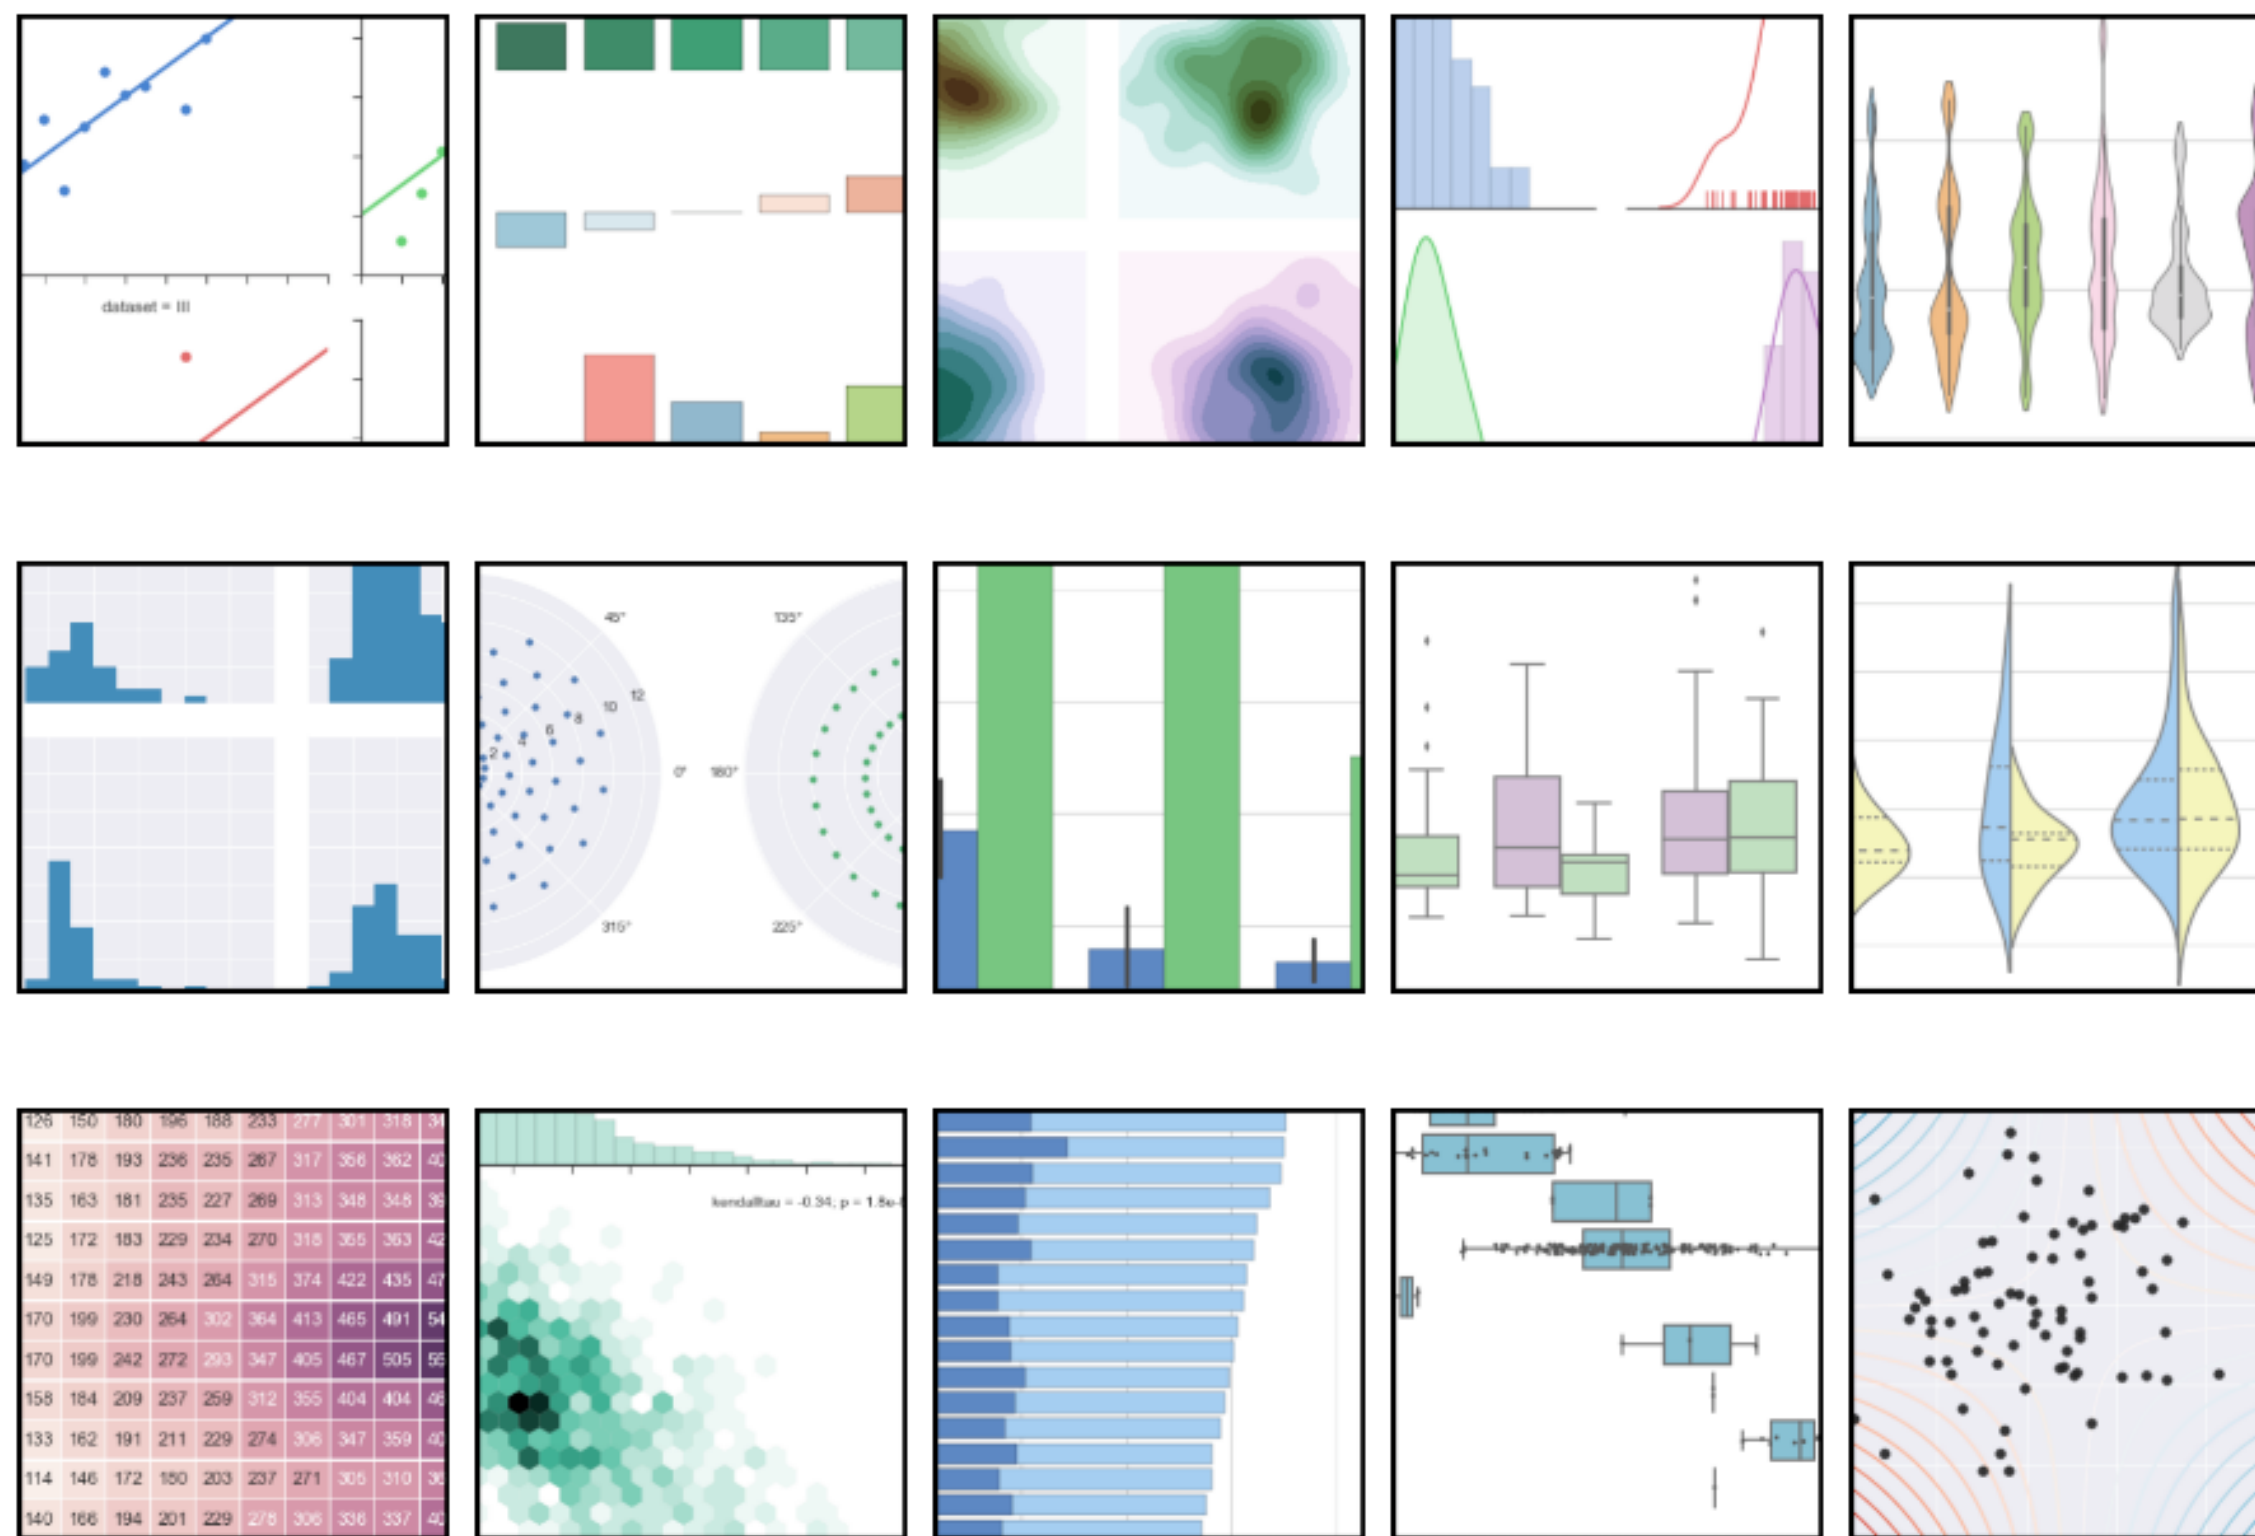 dataset = III
45°
135°
12
10
8
6
4
2
0°
180°
315°
225°
126 150 180 196 188 233 277 301 318
141 178 193 236 235 267 317 356 362
kendalltau = -0.34; p = 1.8e-
135 163 181 235 227 269 313 348 348
125 172 183 229 234 270 318 355 363
149 178 218 243 264 315 374 422 435
170 199 230 264 302 364 413 465 491
170 199 242 272 293 347 405 467 505
158 184 209 237 259 312 355 404 404
133 162 191 211 229 274 306 347 359
114 146 172 180 203 237 271 305 310
140 166 194 201 229 278 306 336 337